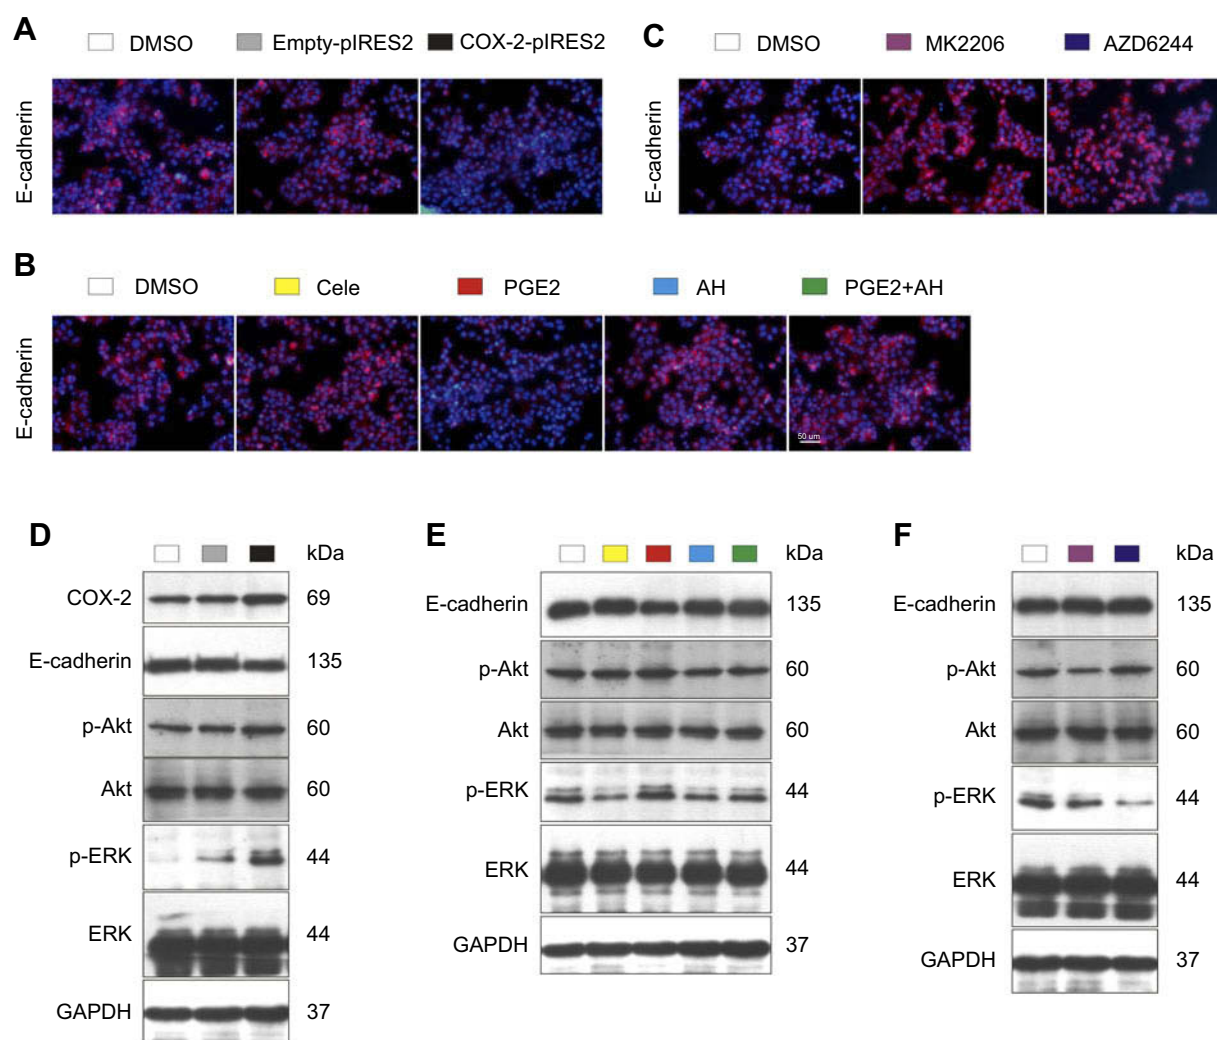 A
DMSO
Empty-pIRES2
COX-2-pIRES2
E-cadherin
C
DMSO
MK2206
AZD6244
E-cadherin
B
DMSO
Cele
PGE2
AH
PGE2+AH
E-cadherin
50 um
D
kDa
COX-2
69
E-cadherin
135
p-Akt
60
Akt
60
p-ERK
44
ERK
44
GAPDH
37
E
kDa
E-cadherin
135
p-Akt
60
Akt
60
p-ERK
44
ERK
44
GAPDH
37
F
kDa
E-cadherin
135
p-Akt
60
Akt
60
p-ERK
44
ERK
44
GAPDH
37